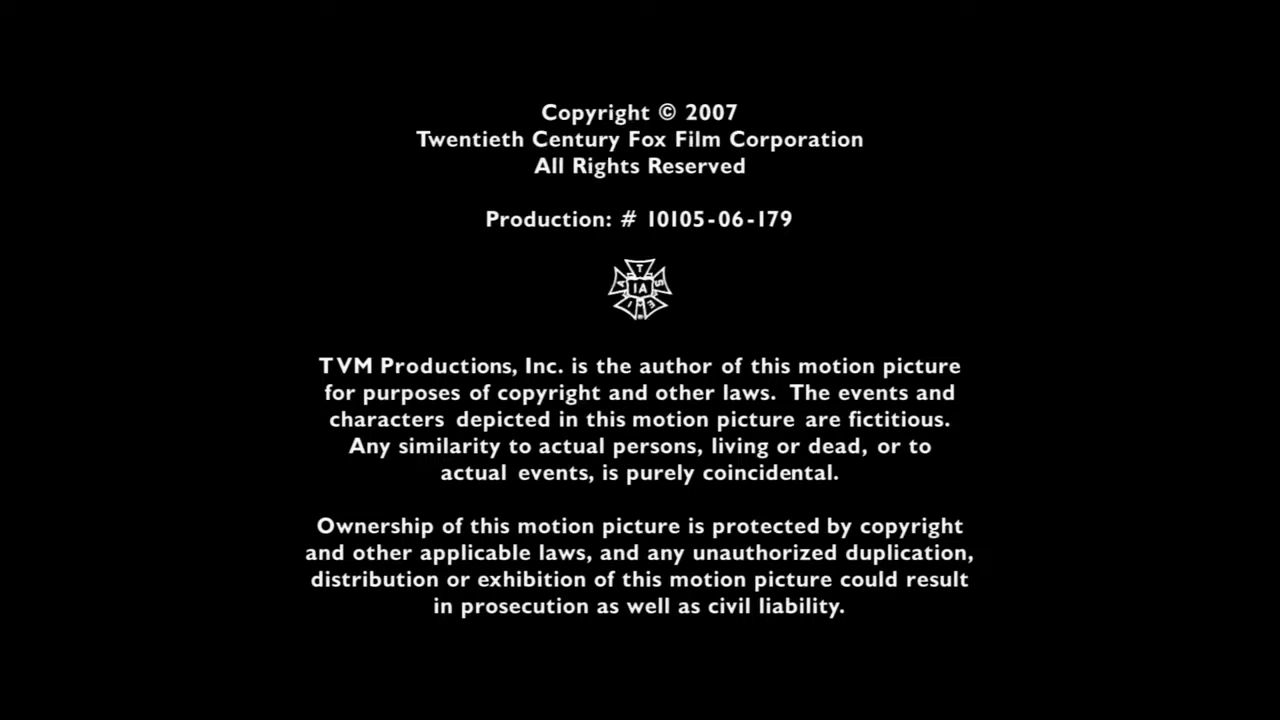 Copyright © 2007
Twentieth Century Fox Film Corporation
All Rights Reserved
Production: # 10105-06-179
I A T S E
IA
M
®
TVM Productions, Inc. is the author of this motion picture
for purposes of copyright and other laws. The events and
characters depicted in this motion picture are fictitious.
Any similarity to actual persons, living or dead, or to
actual events, is purely coincidental.
Ownership of this motion picture is protected by copyright
and other applicable laws, and any unauthorized duplication,
distribution or exhibition of this motion picture could result
in prosecution as well as civil liability.